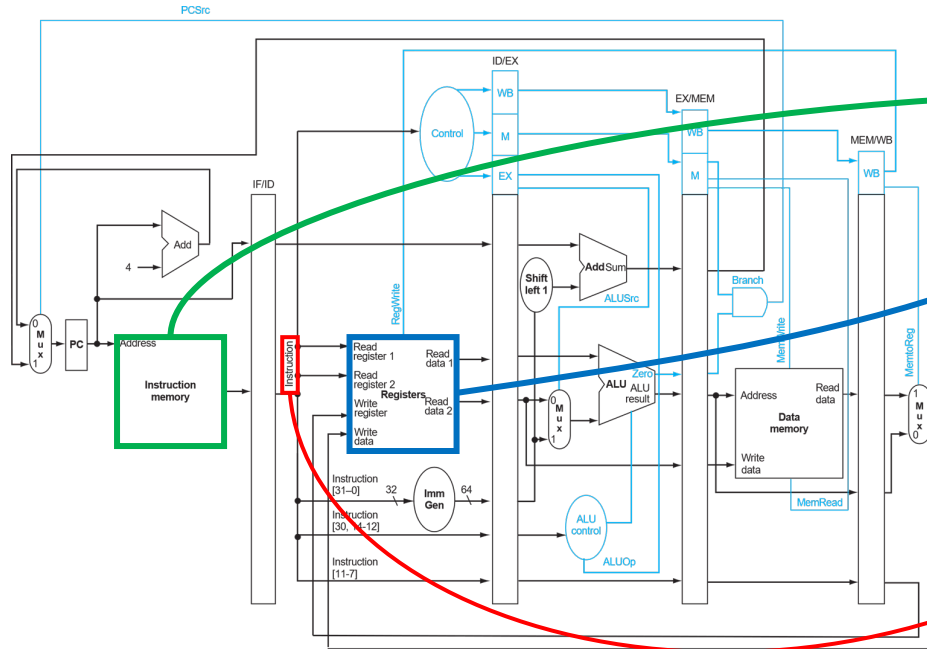 PCSrc
ID/EX
WB
EX/MEM
Control
M
WB
MEM/WB
EX
M
WB
IF/ID
Add
4
Shift
left 1
Add Sum
Branch
RegWrite
ALUSrc
MemWrite
MemtoReg
0
M
u
x
1
PC
Address
Instruction
memory
Instruction
Read
register 1
Read
data 1
Read
register 2
Registers
Write
register
Read
data 2
Write
data
Zero
ALU
ALU
result
0
M
u
x
1
Address
Read
data
Data
memory
Write
data
1
M
u
x
0
Instruction
[31–0]
32
Imm
Gen
64
MemRead
Instruction
[30, 14-12]
ALU
control
ALUOp
Instruction
[11-7]